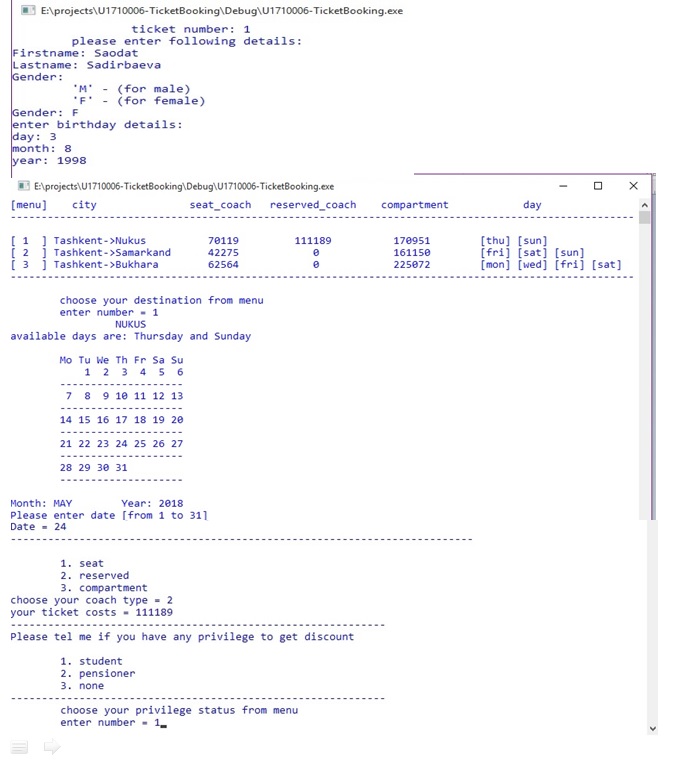 E:\projects\U1710006-TicketBooking\Debug\U1710006-TicketBooking.exe
ticket number: 1
please enter following details:
Firstname: Saodat
Lastname: Sadirbaeva
Gender:
'M' - (for male)
'F' - (for female)
Gender: F
enter birthday details:
day: 3
month: 8
year: 1998
E:\projects\U1710006-TicketBooking\Debug\U1710006-TicketBooking.exe
[menu] city seat_coach reserved_coach compartment day
[ 1 ] Tashkent->Nukus 70119 111189 170951 [thu] [sun]
[ 2 ] Tashkent->Samarkand 42275 0 161150 [fri] [sat] [sun]
[ 3 ] Tashkent->Bukhara 62564 0 225072 [mon] [wed] [fri] [sat]
choose your destination from menu
enter number = 1
NUKUS
available days are: Thursday and Sunday
Mo Tu We Th Fr Sa Su
1 2 3 4 5 6
7 8 9 10 11 12 13
14 15 16 17 18 19 20
21 22 23 24 25 26 27
28 29 30 31
Month: MAY Year: 2018
Please enter date [from 1 to 31]
Date = 24
1. seat
2. reserved
3. compartment
choose your coach type = 2
your ticket costs = 111189
Please tel me if you have any privilege to get discount
1. student
2. pensioner
3. none
choose your privilege status from menu
enter number = 1